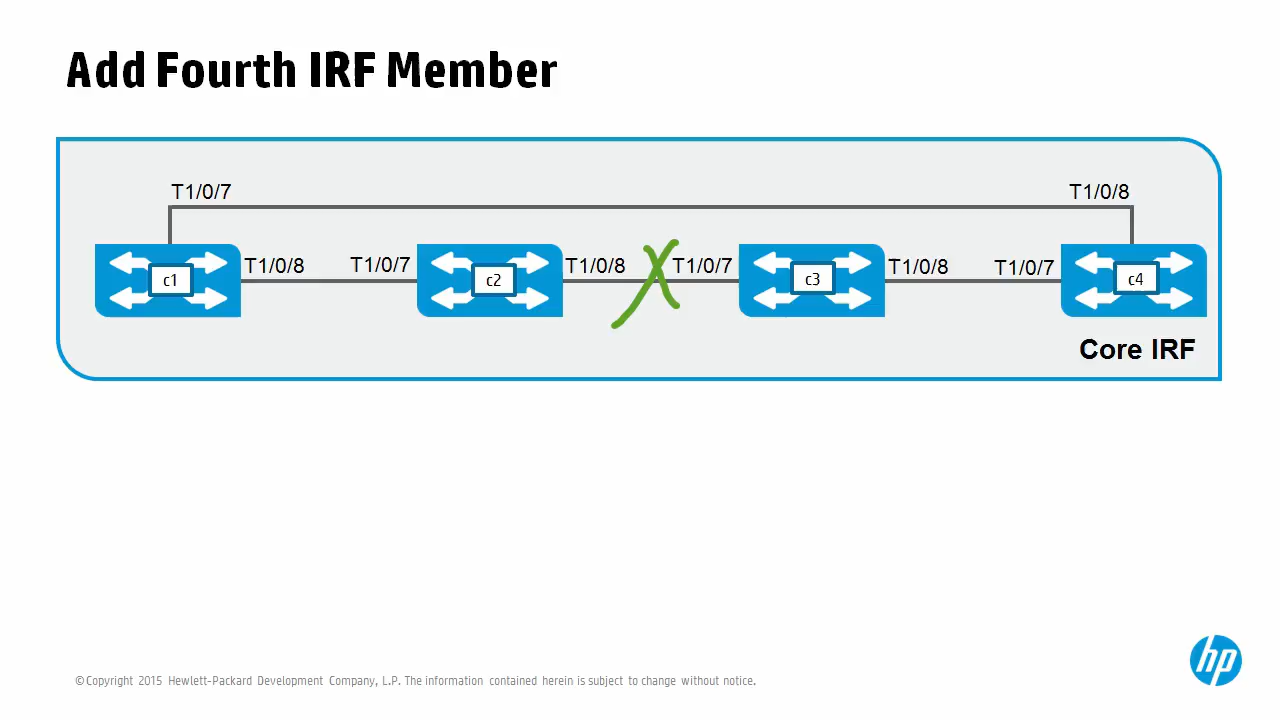 Add Fourth IRF Member
T1/0/7 T1/0/8
c1 T1/0/8 T1/0/7 c2 T1/0/8 T1/0/7 c3 T1/0/8 T1/0/7 c4
Core IRF
hp
© Copyright 2015 Hewlett-Packard Development Company, L.P. The information contained herein is subject to change without notice.